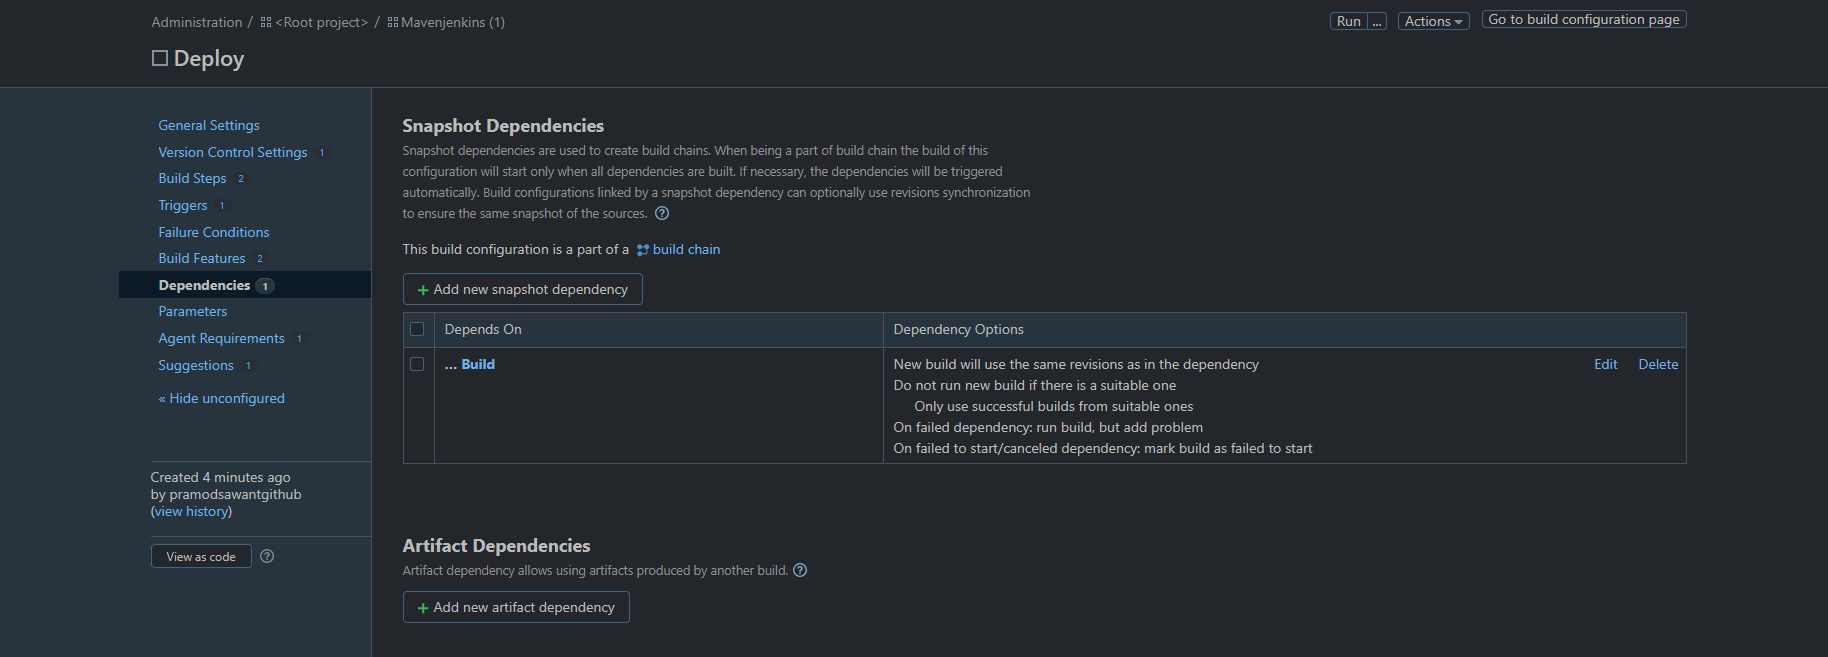 Administration / <Root project> / Mavenjenkins (1)
Run ... Actions Go to build configuration page
Deploy
General Settings
Version Control Settings 1
Build Steps 2
Triggers 1
Failure Conditions
Build Features 2
Dependencies 1
Parameters
Agent Requirements 1
Suggestions 1
« Hide unconfigured
Created 4 minutes ago
by pramodsawantgithub
(view history)
View as code ?
Snapshot Dependencies
Snapshot dependencies are used to create build chains. When being a part of build chain the build of this
configuration will start only when all dependencies are built. If necessary, the dependencies will be triggered
automatically. Build configurations linked by a snapshot dependency can optionally use revisions synchronization
to ensure the same snapshot of the sources. ?
This build configuration is a part of a build chain
+ Add new snapshot dependency
Depends On Dependency Options
... Build New build will use the same revisions as in the dependency Edit Delete
Do not run new build if there is a suitable one
Only use successful builds from suitable ones
On failed dependency: run build, but add problem
On failed to start/canceled dependency: mark build as failed to start
Artifact Dependencies
Artifact dependency allows using artifacts produced by another build. ?
+ Add new artifact dependency